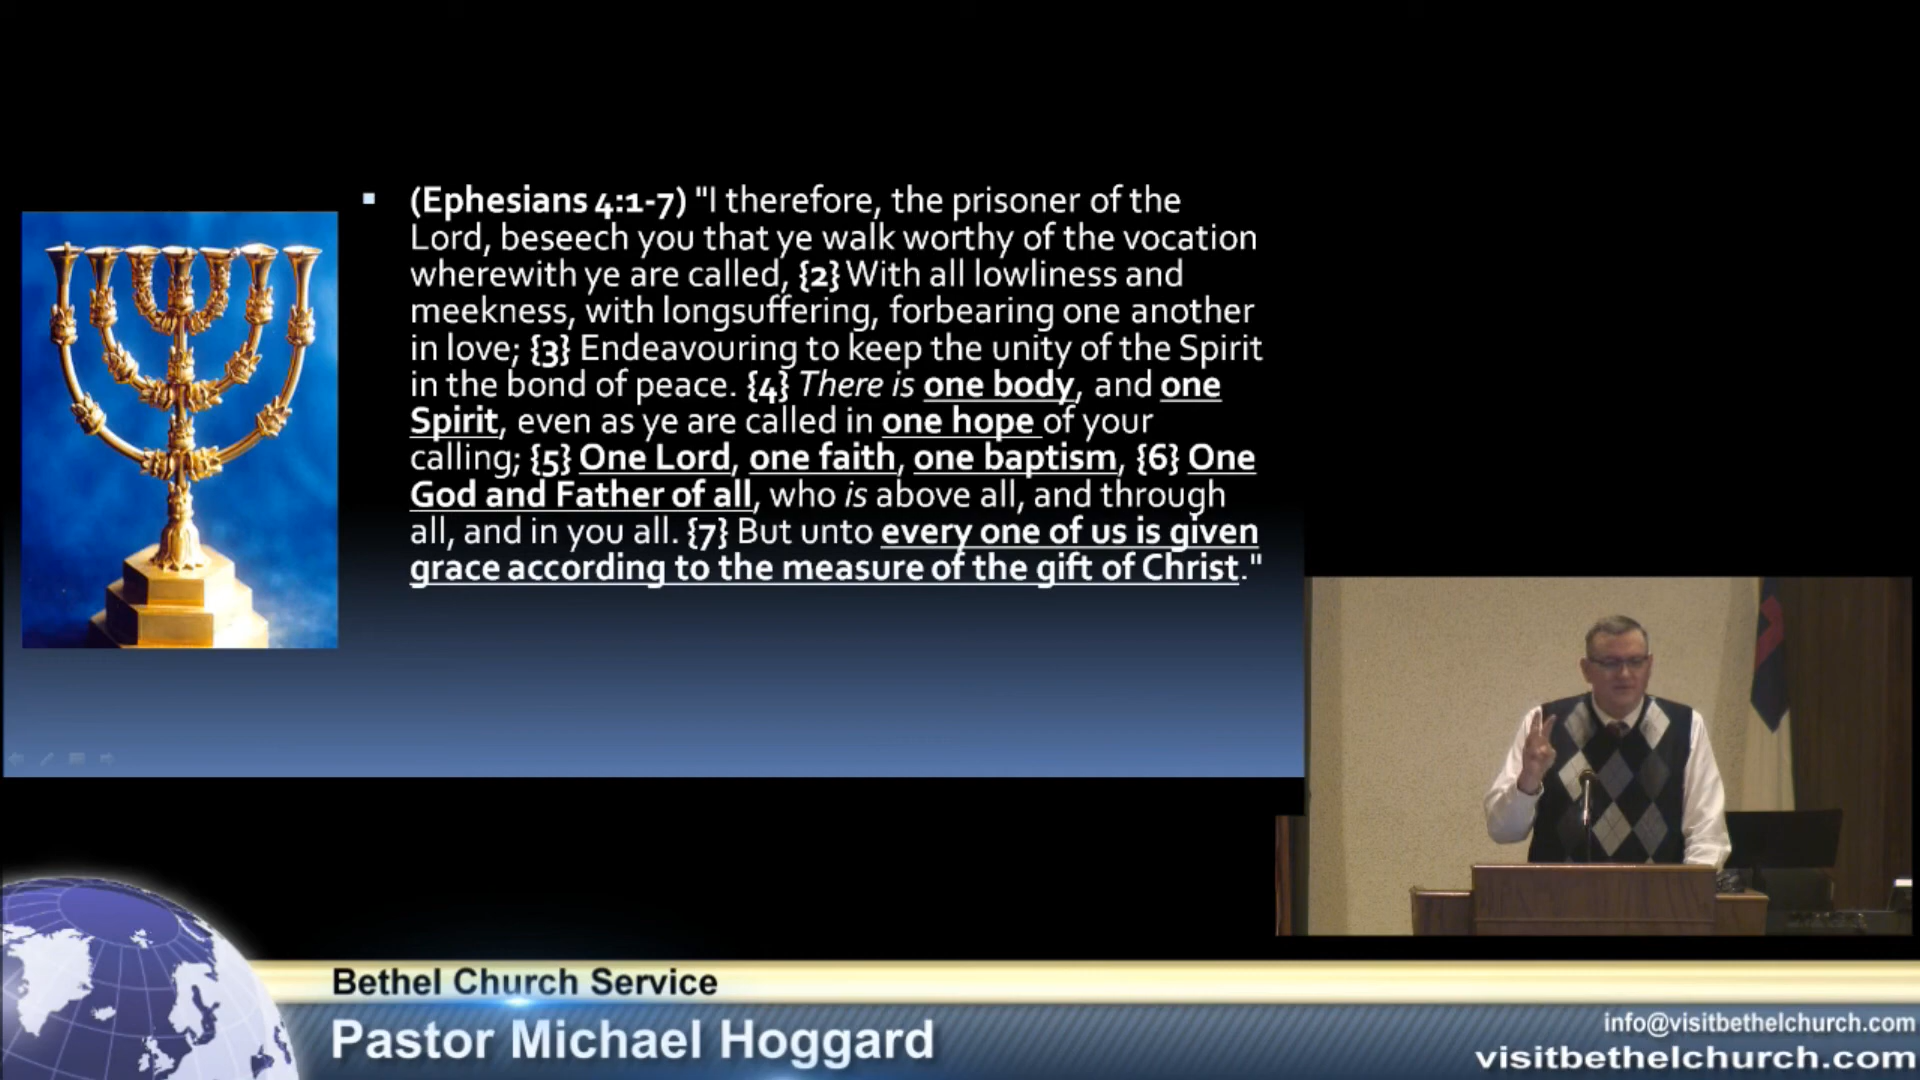 (Ephesians 4:1-7) "I therefore, the prisoner of the
Lord, beseech you that ye walk worthy of the vocation
wherewith ye are called, {2} With all lowliness and
meekness, with longsuffering, forbearing one another
in love; {3} Endeavouring to keep the unity of the Spirit
in the bond of peace. {4} There is one body, and one
Spirit, even as ye are called in one hope of your
calling; {5} One Lord, one faith, one baptism, {6} One
God and Father of all, who is above all, and through
all, and in you all. {7} But unto every one of us is given
grace according to the measure of the gift of Christ."
Bethel Church Service
Pastor Michael Hoggard
info@visitbethelchurch.com
visitbethelchurch.com